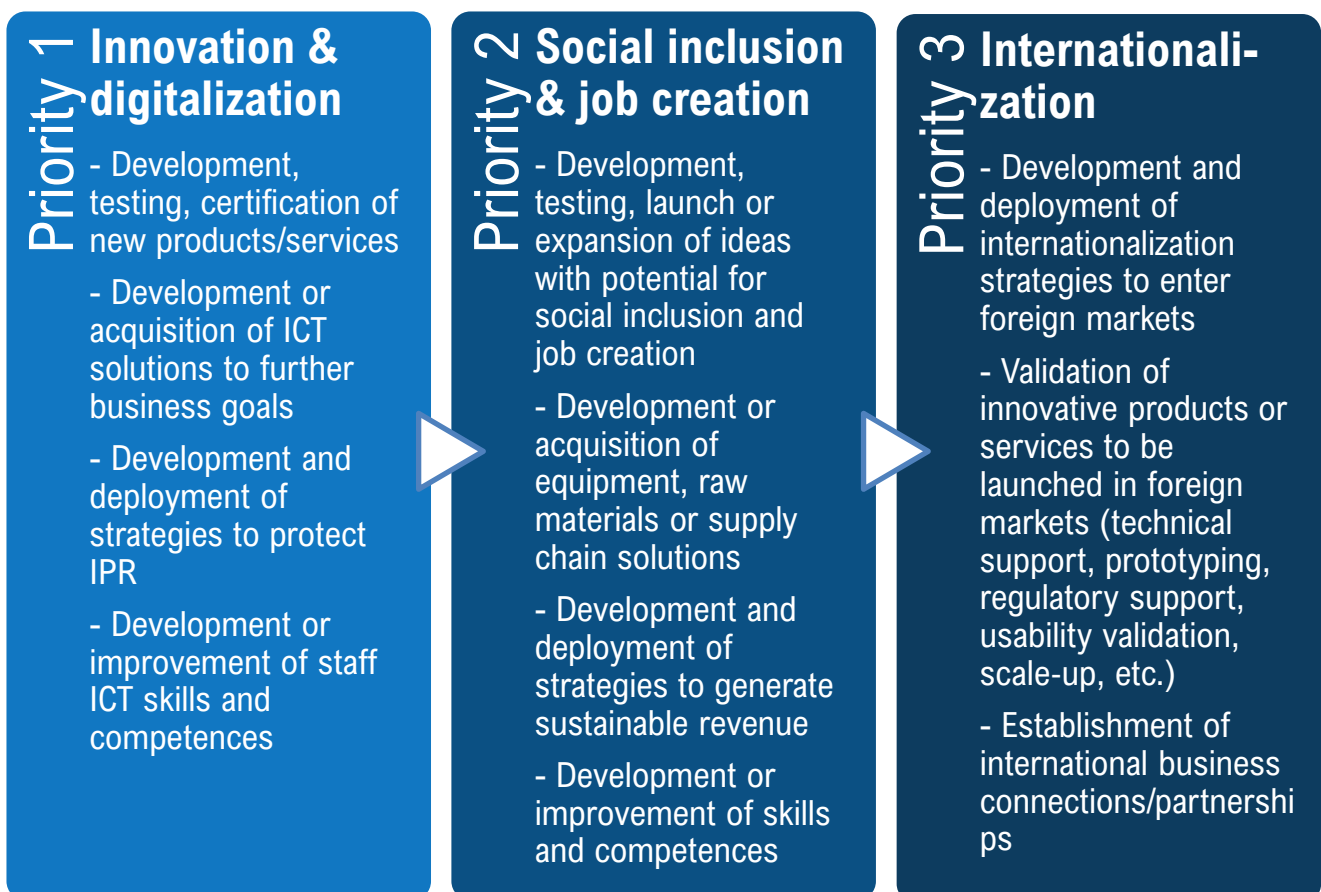 Priority 1
Innovation &
digitalization
- Development,
testing, certification of
new products/services
- Development or
acquisition of ICT
solutions to further
business goals
- Development and
deployment of
strategies to protect
IPR
- Development or
improvement of staff
ICT skills and
competences
Priority 2
Social inclusion
& job creation
- Development,
testing, launch or
expansion of ideas
with potential for
social inclusion and
job creation
- Development or
acquisition of
equipment, raw
materials or supply
chain solutions
- Development and
deployment of
strategies to generate
sustainable revenue
- Development or
improvement of skills
and competences
Priority 3
Internationali-
zation
- Development and
deployment of
internationalization
strategies to enter
foreign markets
- Validation of
innovative products or
services to be
launched in foreign
markets (technical
support, prototyping,
regulatory support,
usability validation,
scale-up, etc.)
- Establishment of
international business
connections/partnershi
ps